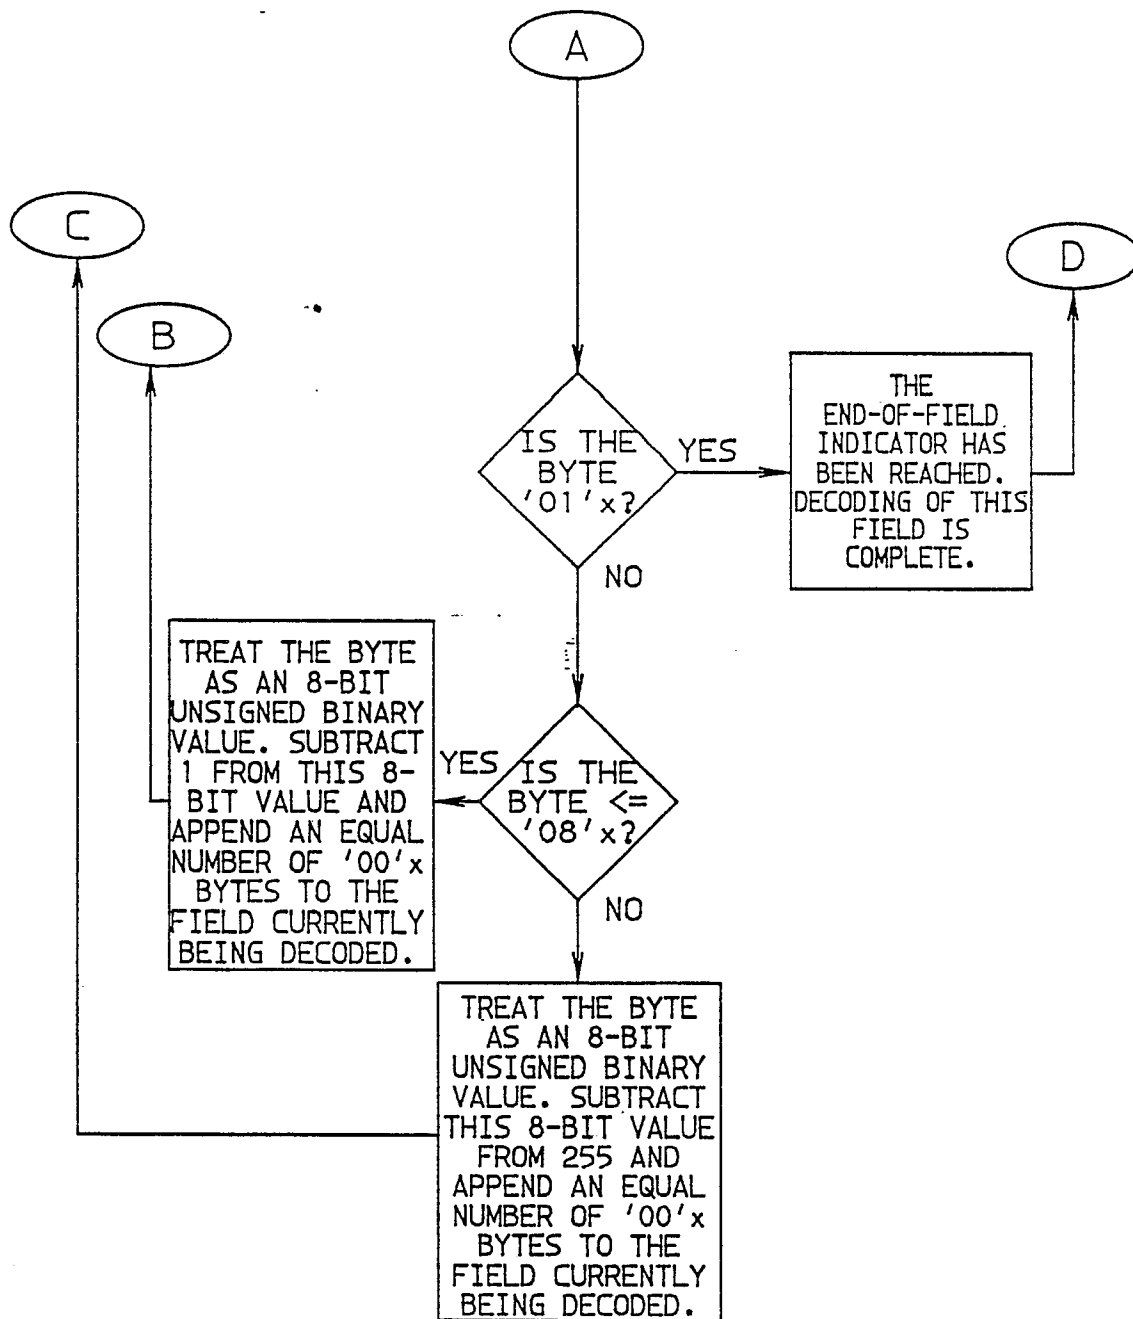 A
C
D
B
THE
END-OF-FIELD
INDICATOR HAS
BEEN REACHED.
DECODING OF THIS
FIELD IS
COMPLETE.
IS THE
BYTE
'01'x?
YES
NO
TREAT THE BYTE
AS AN 8-BIT
UNSIGNED BINARY
VALUE. SUBTRACT
1 FROM THIS 8-
BIT VALUE AND
APPEND AN EQUAL
NUMBER OF '00'x
BYTES TO THE
FIELD CURRENTLY
BEING DECODED.
YES
IS THE
BYTE <=
'08'x?
NO
TREAT THE BYTE
AS AN 8-BIT
UNSIGNED BINARY
VALUE. SUBTRACT
THIS 8-BIT VALUE
FROM 255 AND
APPEND AN EQUAL
NUMBER OF '00'x
BYTES TO THE
FIELD CURRENTLY
BEING DECODED.